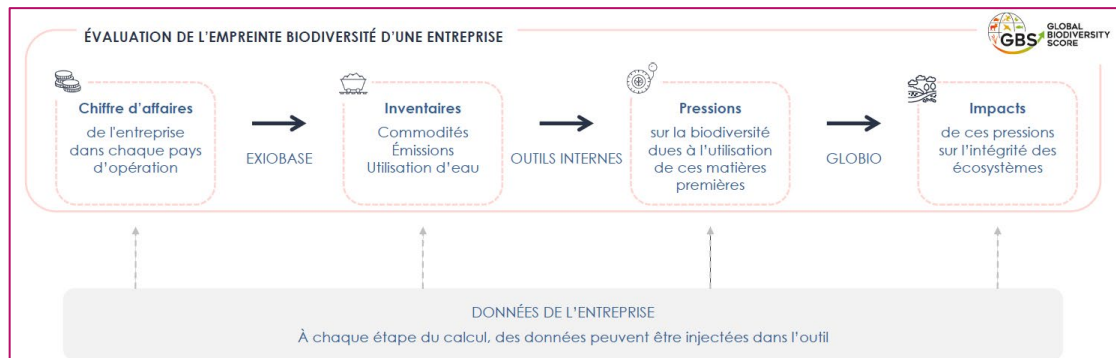 ÉVALUATION DE L'EMPREINTE BIODIVERSITÉ D'UNE ENTREPRISE
GBS
GLOBAL
BIODIVERSITY
SCORE
Chiffre d'affaires
de l'entreprise
dans chaque pays
d'opération
EXIOBASE
Inventaires
Commodités
Émissions
Utilisation d'eau
OUTILS INTERNES
Pressions
sur la biodiversité
dues à l'utilisation
de ces matières
premières
GLOBIO
Impacts
de ces pressions
sur l'intégrité des
écosystèmes
DONNÉES DE L'ENTREPRISE
À chaque étape du calcul, des données peuvent être injectées dans l'outil